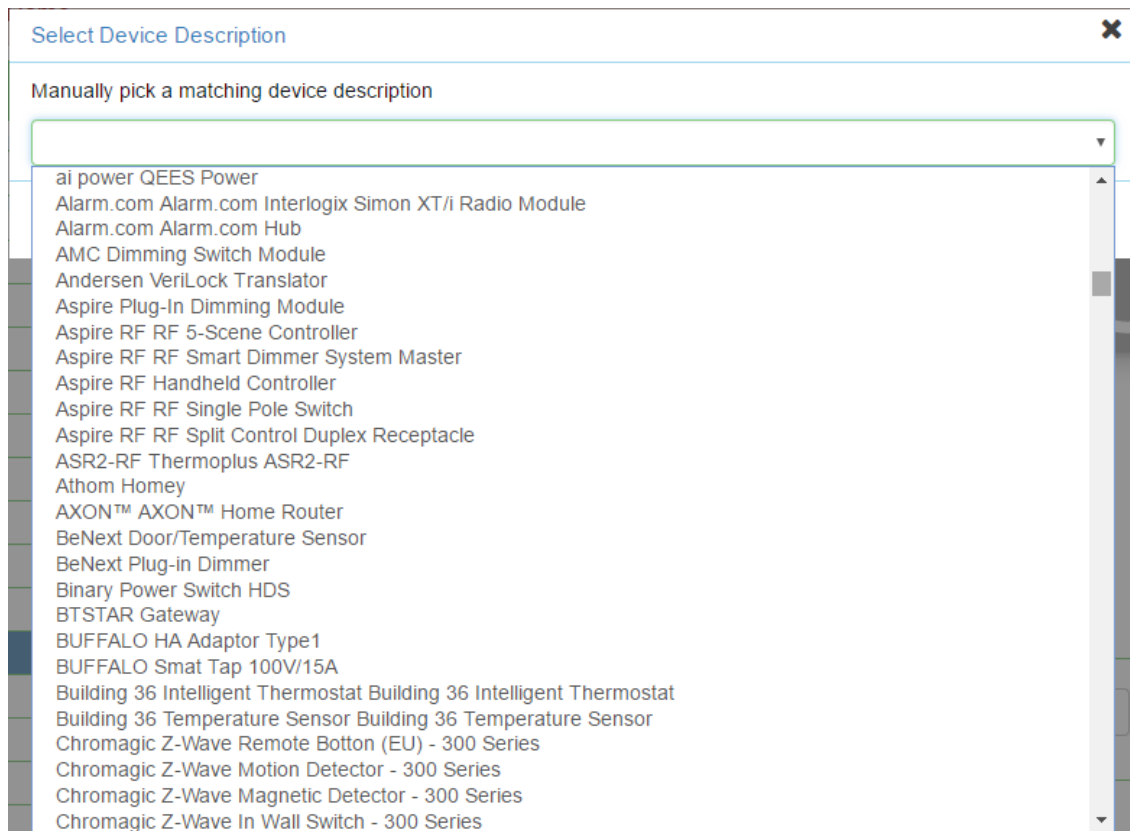 Select Device Description
Manually pick a matching device description
ai power QEES Power
Alarm.com Alarm.com Interlogix Simon XT/i Radio Module
Alarm.com Alarm.com Hub
AMC Dimming Switch Module
Andersen VeriLock Translator
Aspire Plug-In Dimming Module
Aspire RF RF 5-Scene Controller
Aspire RF RF Smart Dimmer System Master
Aspire RF Handheld Controller
Aspire RF RF Single Pole Switch
Aspire RF RF Split Control Duplex Receptacle
ASR2-RF Thermoplus ASR2-RF
Athom Homey
AXON™ AXON™ Home Router
BeNext Door/Temperature Sensor
BeNext Plug-in Dimmer
Binary Power Switch HDS
BTSTAR Gateway
BUFFALO HA Adaptor Type1
BUFFALO Smat Tap 100V/15A
Building 36 Intelligent Thermostat Building 36 Intelligent Thermostat
Building 36 Temperature Sensor Building 36 Temperature Sensor
Chromagic Z-Wave Remote Botton (EU) - 300 Series
Chromagic Z-Wave Motion Detector - 300 Series
Chromagic Z-Wave Magnetic Detector - 300 Series
Chromagic Z-Wave In Wall Switch - 300 Series